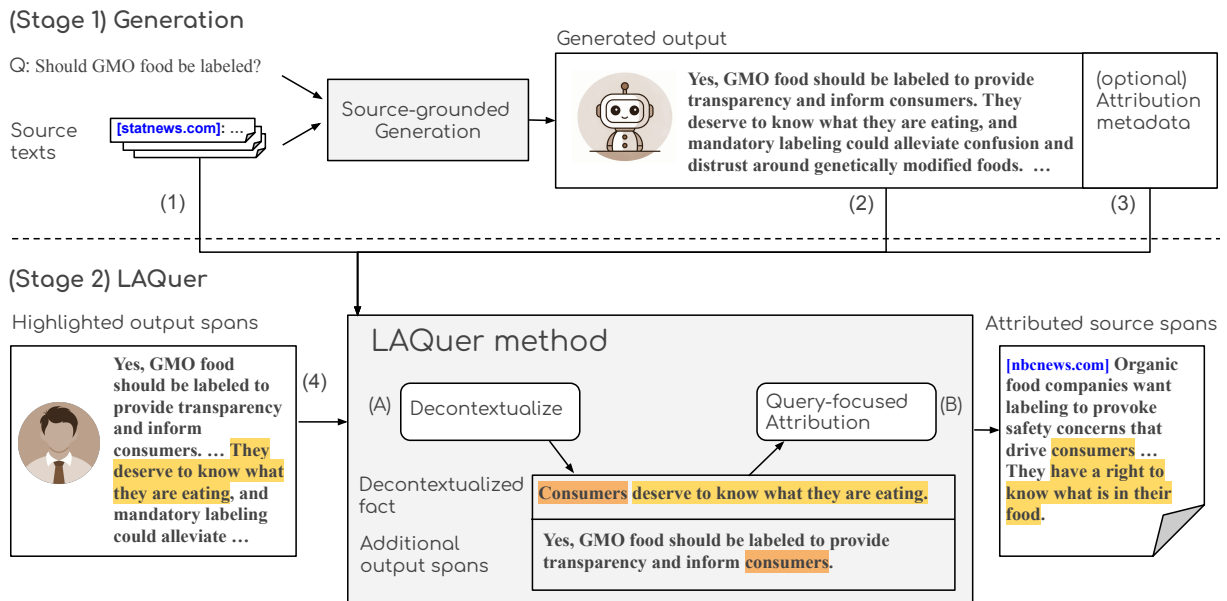 (Stage 1) Generation
Q: Should GMO food be labeled?
Source
texts
[statnews.com]: ...
Source-grounded
Generation
Generated output
Yes, GMO food should be labeled to provide
transparency and inform consumers. They
deserve to know what they are eating, and
mandatory labeling could alleviate confusion and
distrust around genetically modified foods. ...
(optional)
Attribution
metadata
(1)
(2)
(3)
(Stage 2) LAQuer
Highlighted output spans
Yes, GMO food
should be labeled to
provide transparency
and inform
consumers. ... They
deserve to know what
they are eating, and
mandatory labeling
could alleviate ...
(4)
LAQuer method
(A)
Decontextualize
Query-focused
Attribution
(B)
Decontextualized
fact
Consumers deserve to know what they are eating.
Additional
output spans
Yes, GMO food should be labeled to provide
transparency and inform consumers.
Attributed source spans
[nbcnews.com] Organic
food companies want
labeling to provoke
safety concerns that
drive consumers ...
They have a right to
know what is in their
food.